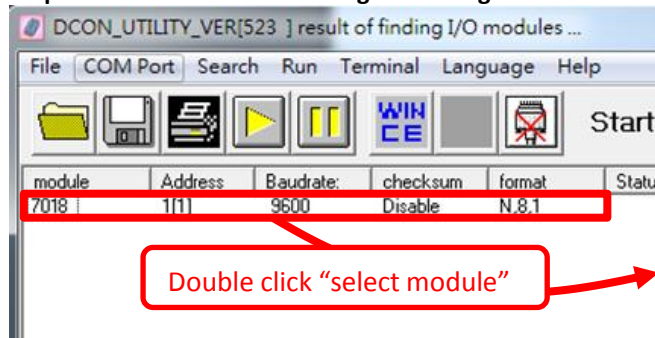 DCON_UTILITY_VER[523 ] result of finding I/O modules ...
File COM Port Search Run Terminal Language Help
WIN
CE
Start
module Address Baudrate: checksum format Statu
7018 1[1] 9600 Disable N,8,1
Double click “select module”